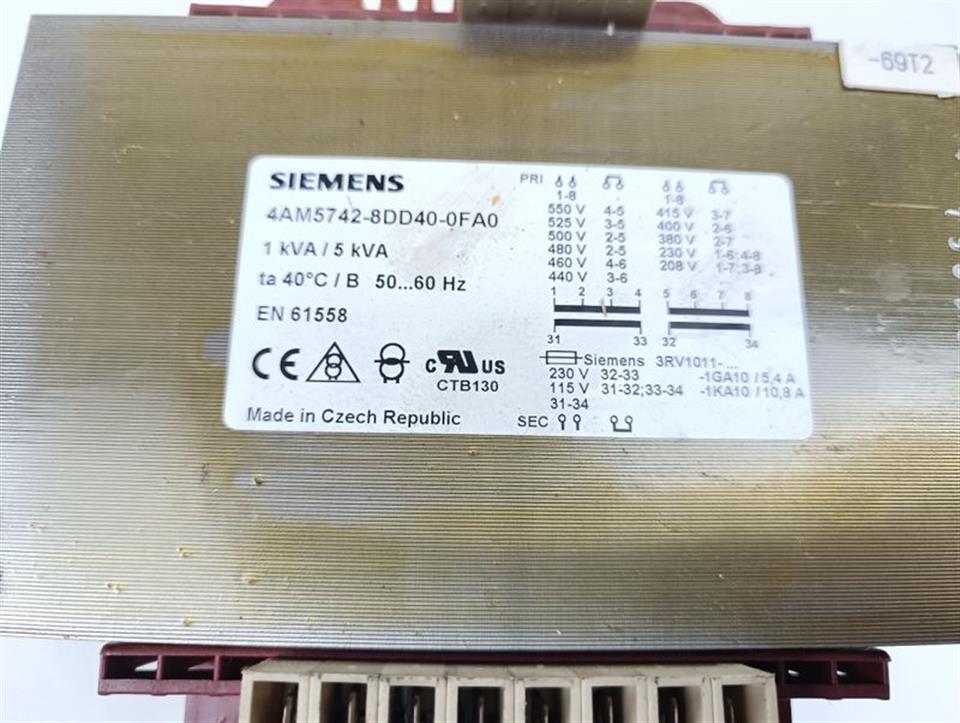 -69T2
SIEMENS
4AM5742-8DD40-0FA0
1 kVA / 5 kVA
ta 40°C / B 50...60 Hz
EN 61558
CE
c RU US
CTB130
Made in Czech Republic
PRI
1-8 1-8
550 V 4-5 415 V 3-7
525 V 3-5 400 V 2-6
500 V 2-5 380 V 2-7
480 V 2-5 230 V 1-6;4-8
460 V 4-6 208 V 1-7;3-8
440 V 3-6
1 2 3 4 5 6 7 8
31 33 32 34
Siemens 3RV1011-...
230 V 32-33 -1GA10 / 5,4 A
115 V 31-32;33-34 -1KA10 / 10,8 A
31-34
SEC